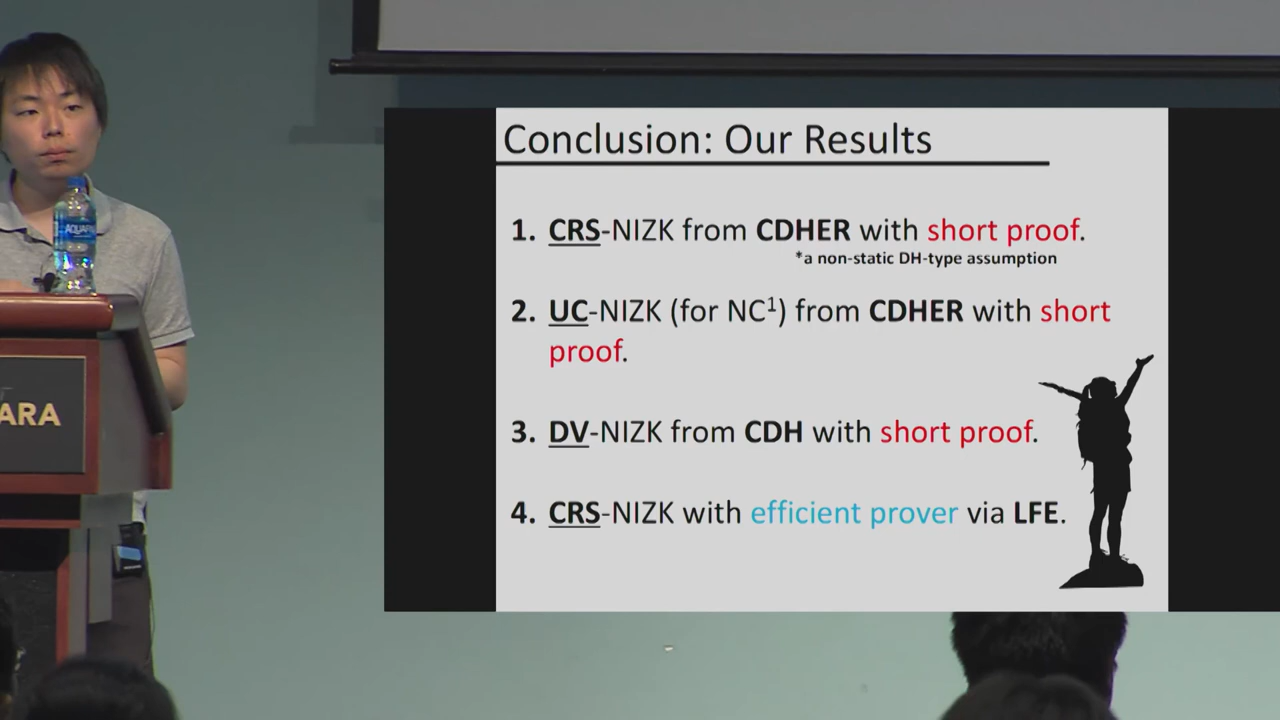 Conclusion: Our Results
1. CRS-NIZK from CDHER with short proof.
*a non-static DH-type assumption
2. UC-NIZK (for NC¹) from CDHER with short
proof.
3. DV-NIZK from CDH with short proof.
4. CRS-NIZK with efficient prover via LFE.
ARA